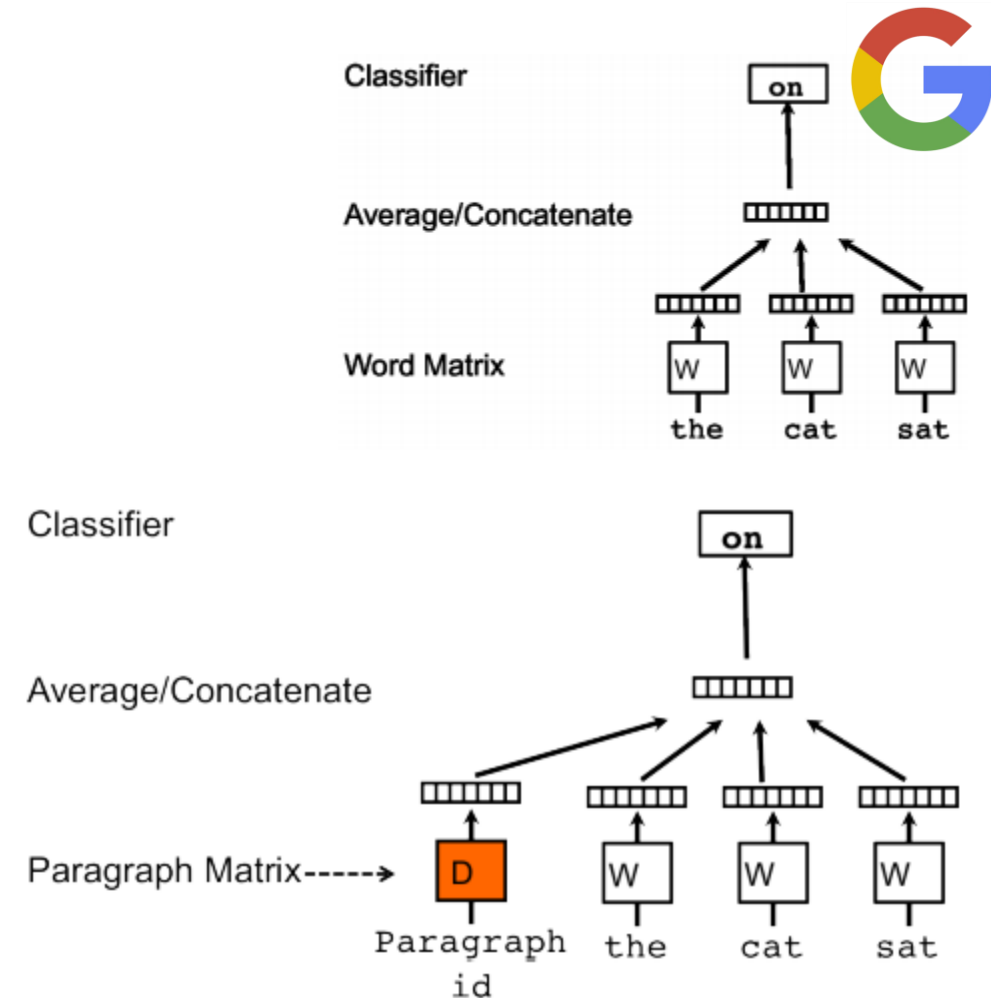 Classifier
on
Average/Concatenate
Word Matrix
W W W
the cat sat
Classifier
on
Average/Concatenate
Paragraph Matrix
D W W W
Paragraph id the cat sat